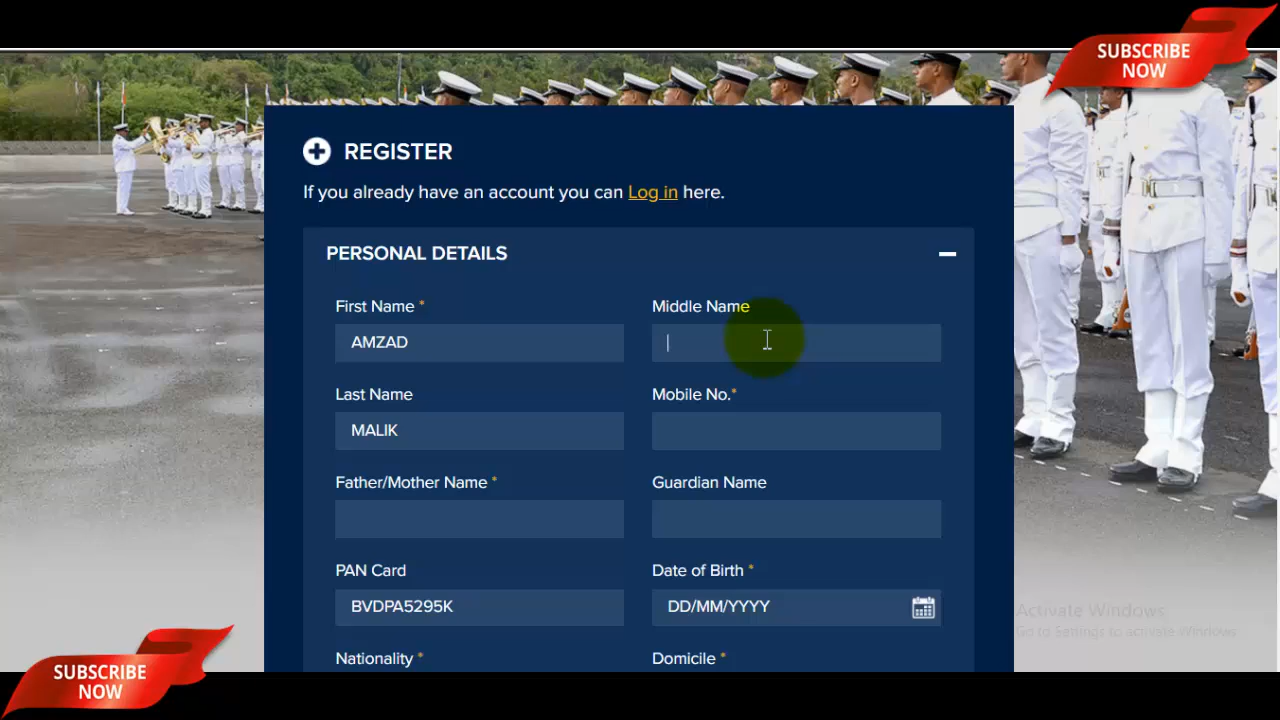 SUBSCRIBE
NOW
REGISTER
If you already have an account you can Log in here.
PERSONAL DETAILS
First Name *
Middle Name
AMZAD
Last Name
Mobile No.*
MALIK
Father/Mother Name *
Guardian Name
PAN Card
Date of Birth *
BVDPA5295K
DD/MM/YYYY
Activate Windows
Go to Settings to activate Windows.
Nationality *
Domicile *
SUBSCRIBE
NOW